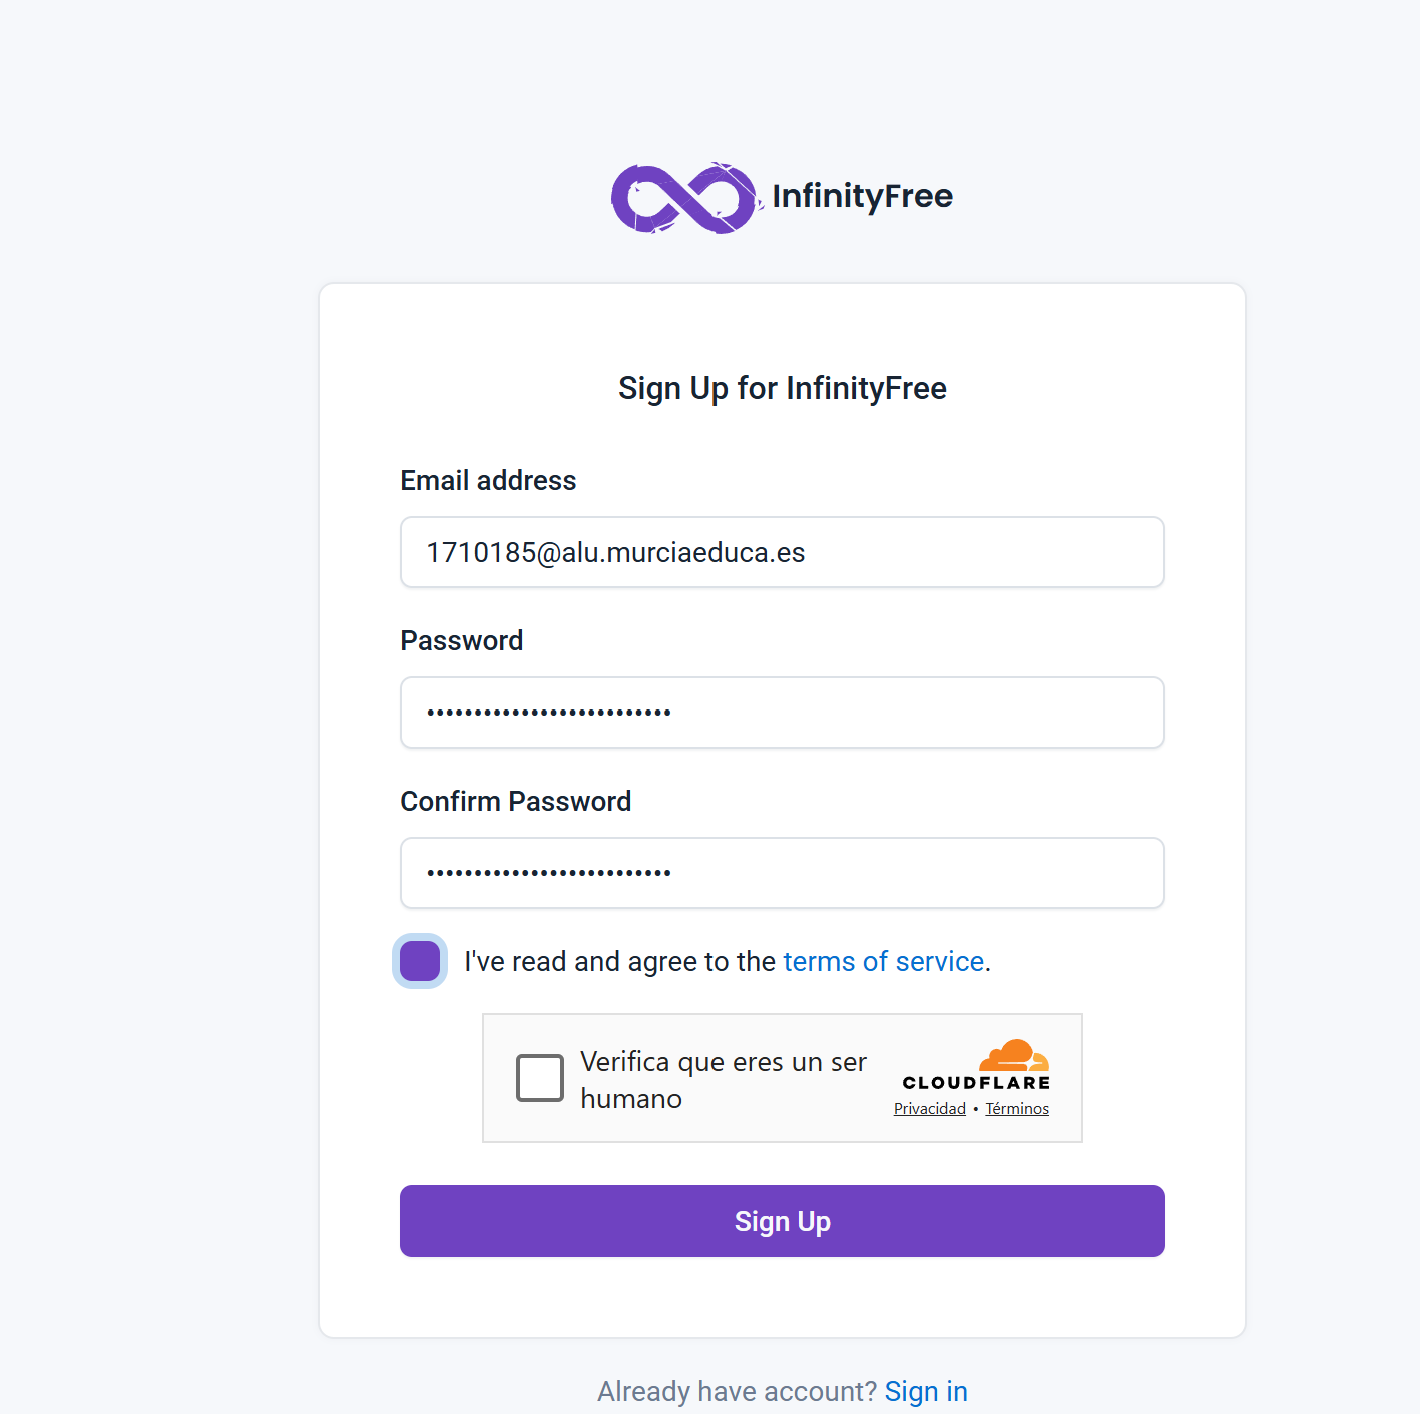 InfinityFree
Sign Up for InfinityFree
Email address
1710185@alu.murciaeduca.es
Password
••••••••••••••••••••••••••
Confirm Password
••••••••••••••••••••••••••
I've read and agree to the terms of service.
Verifica que eres un ser
humano
CLOUDFLARE
Privacidad • Términos
Sign Up
Already have account? Sign in